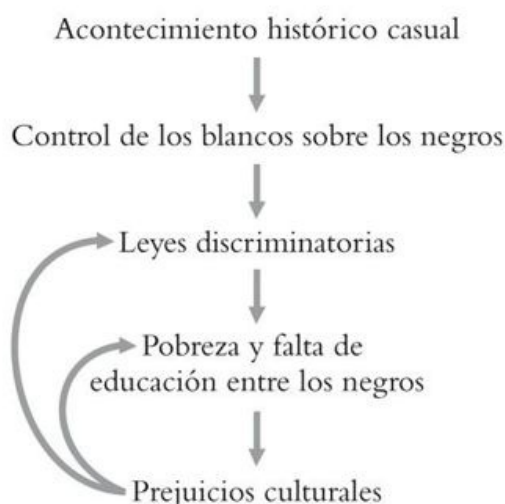 Acontecimiento histórico casual
Control de los blancos sobre los negros
Leyes discriminatorias
Pobreza y falta de
educación entre los negros
Prejuicios culturales